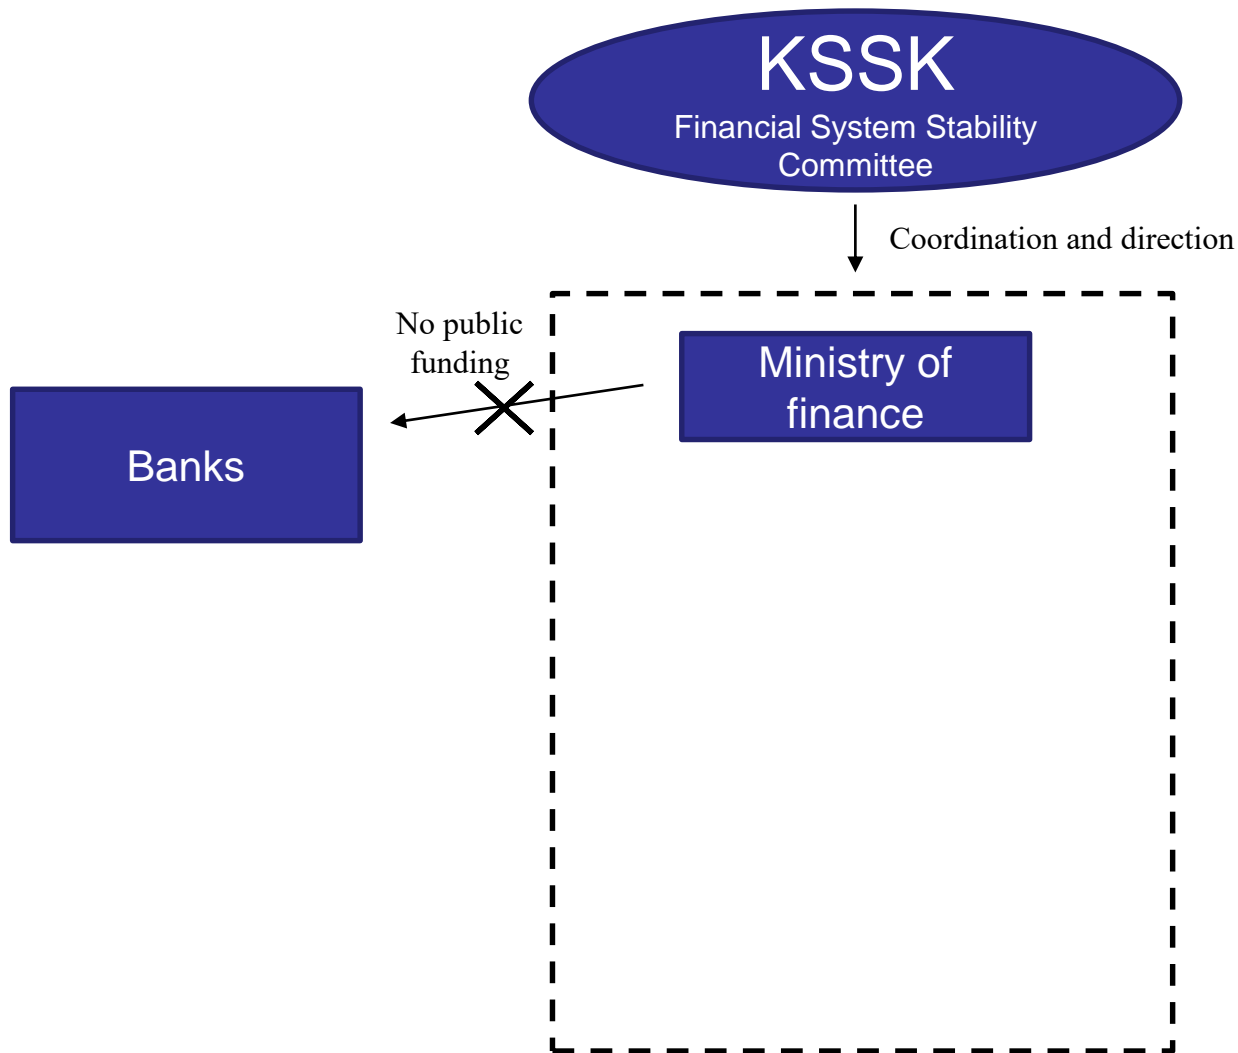 KSSK
Financial System Stability
Committee
Coordination and direction
No public
funding
Ministry of
finance
Banks